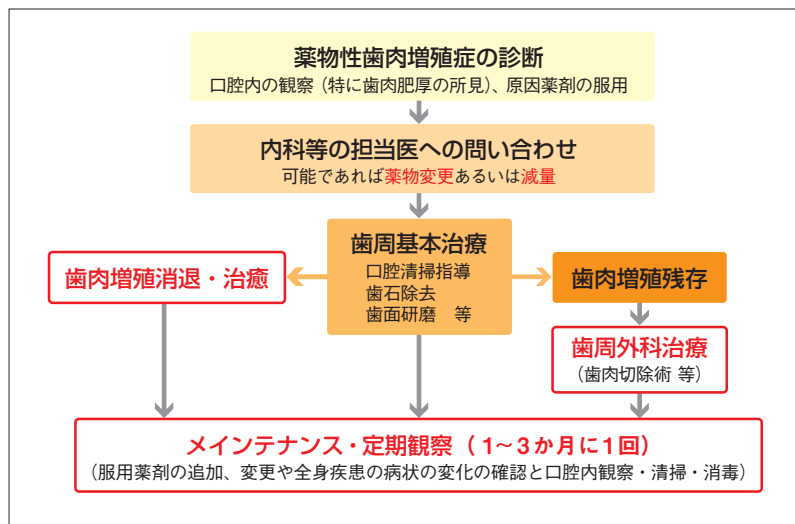 薬物性歯肉増殖症の診断
口腔内の観察（特に歯肉肥厚の所見）、原因薬剤の服用
内科等の担当医への問い合わせ
可能であれば薬物変更あるいは減量
歯周基本治療
口腔清掃指導
歯石除去
歯面研磨　等
歯肉増殖消退・治癒
歯肉増殖残存
歯周外科治療
（歯肉切除術 等）
メインテナンス・定期観察（ 1～3か月に1回）
（服用薬剤の追加、変更や全身疾患の病状の変化の確認と口腔内観察・清掃・消毒）